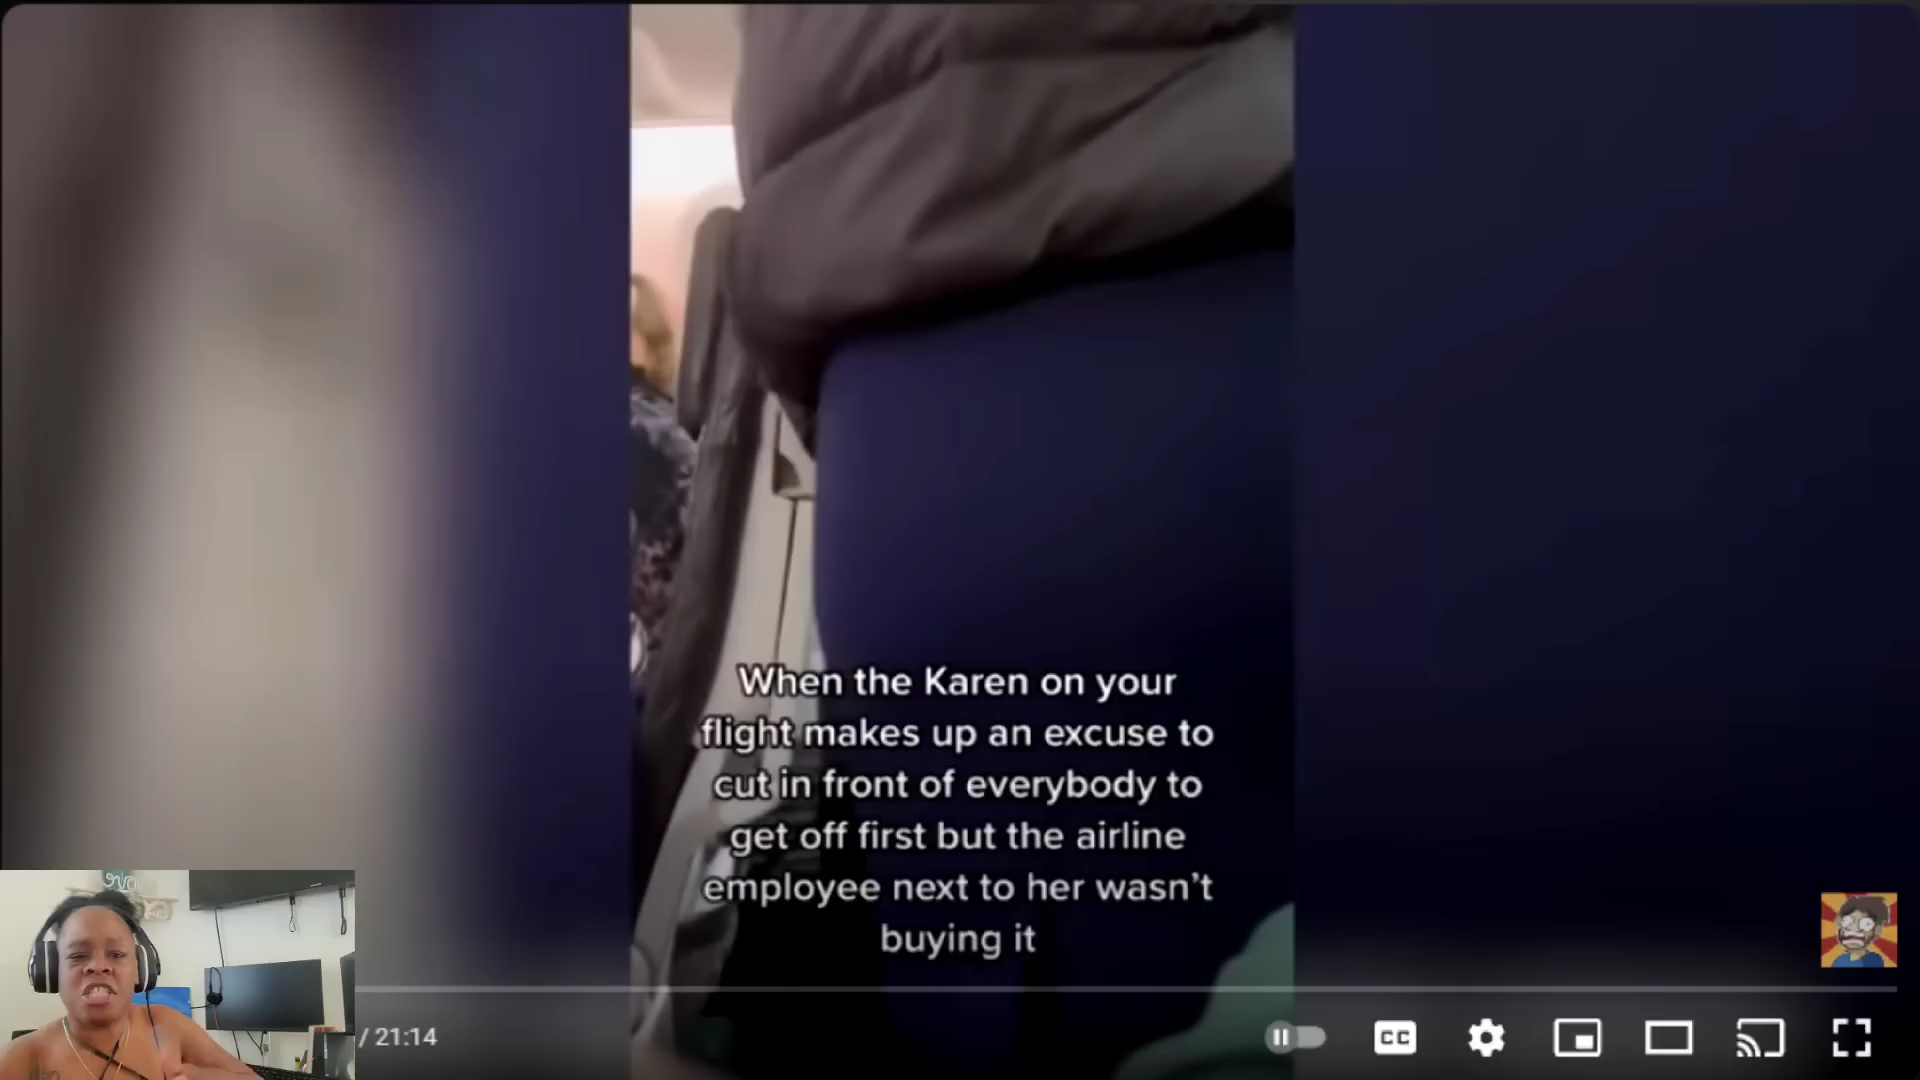 When the Karen on your
flight makes up an excuse to
cut in front of everybody to
get off first but the airline
employee next to her wasn't
buying it
/ 21:14
CC